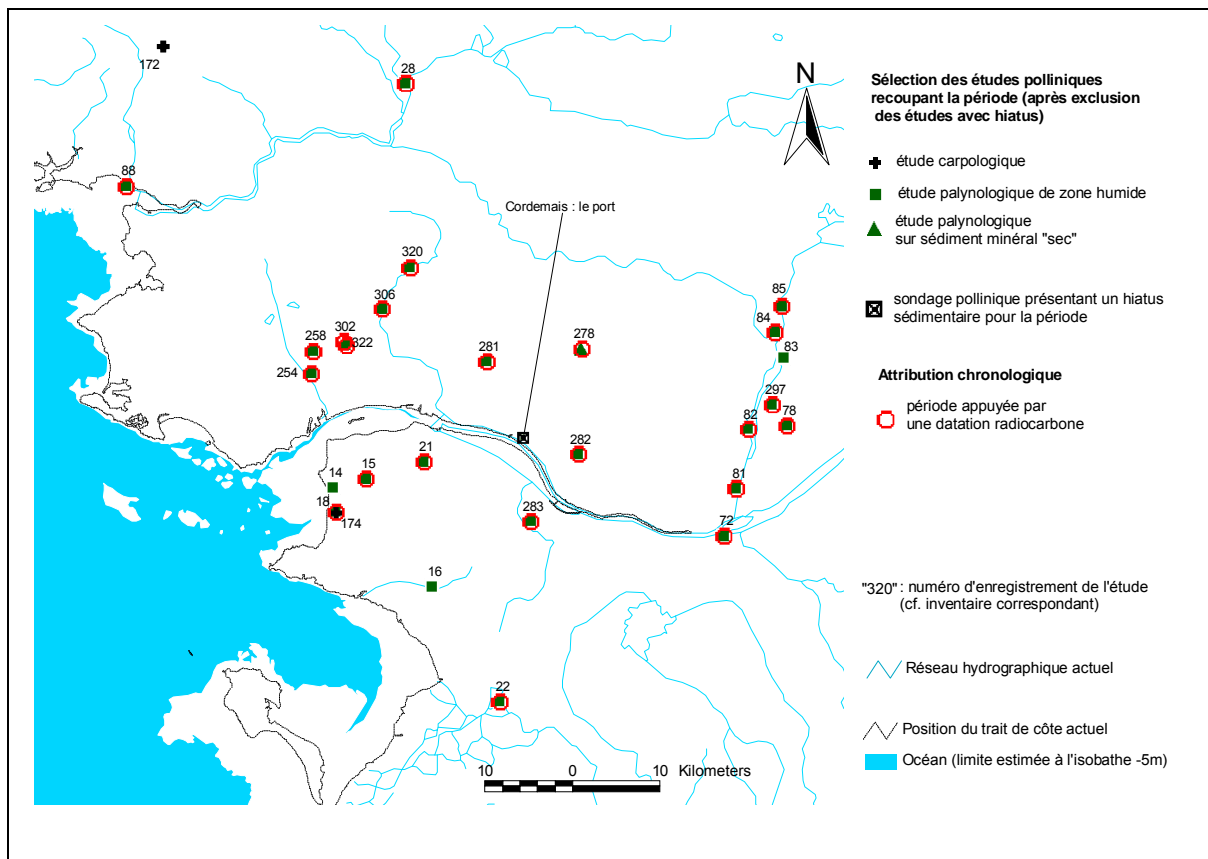 172
28
N
88
Cordemais : le port
320
306
85
84
83
258
302
322
254
281
278
297
82
78
21
282
14
15
18
174
283
81
72
16
22
10
0
10
Kilometers
Sélection des études polliniques
recoupant la période (après exclusion
des études avec hiatus)
étude carpologique
étude palynologique de zone humide
étude palynologique
sur sédiment minéral "sec"
sondage pollinique présentant un hiatus
sédimentaire pour la période
Attribution chronologique
période appuyée par
une datation radiocarbone
"320" : numéro d'enregistrement de l'étude
(cf. inventaire correspondant)
Réseau hydrographique actuel
Position du trait de côte actuel
Océan (limite estimée à l'isobathe -5m)